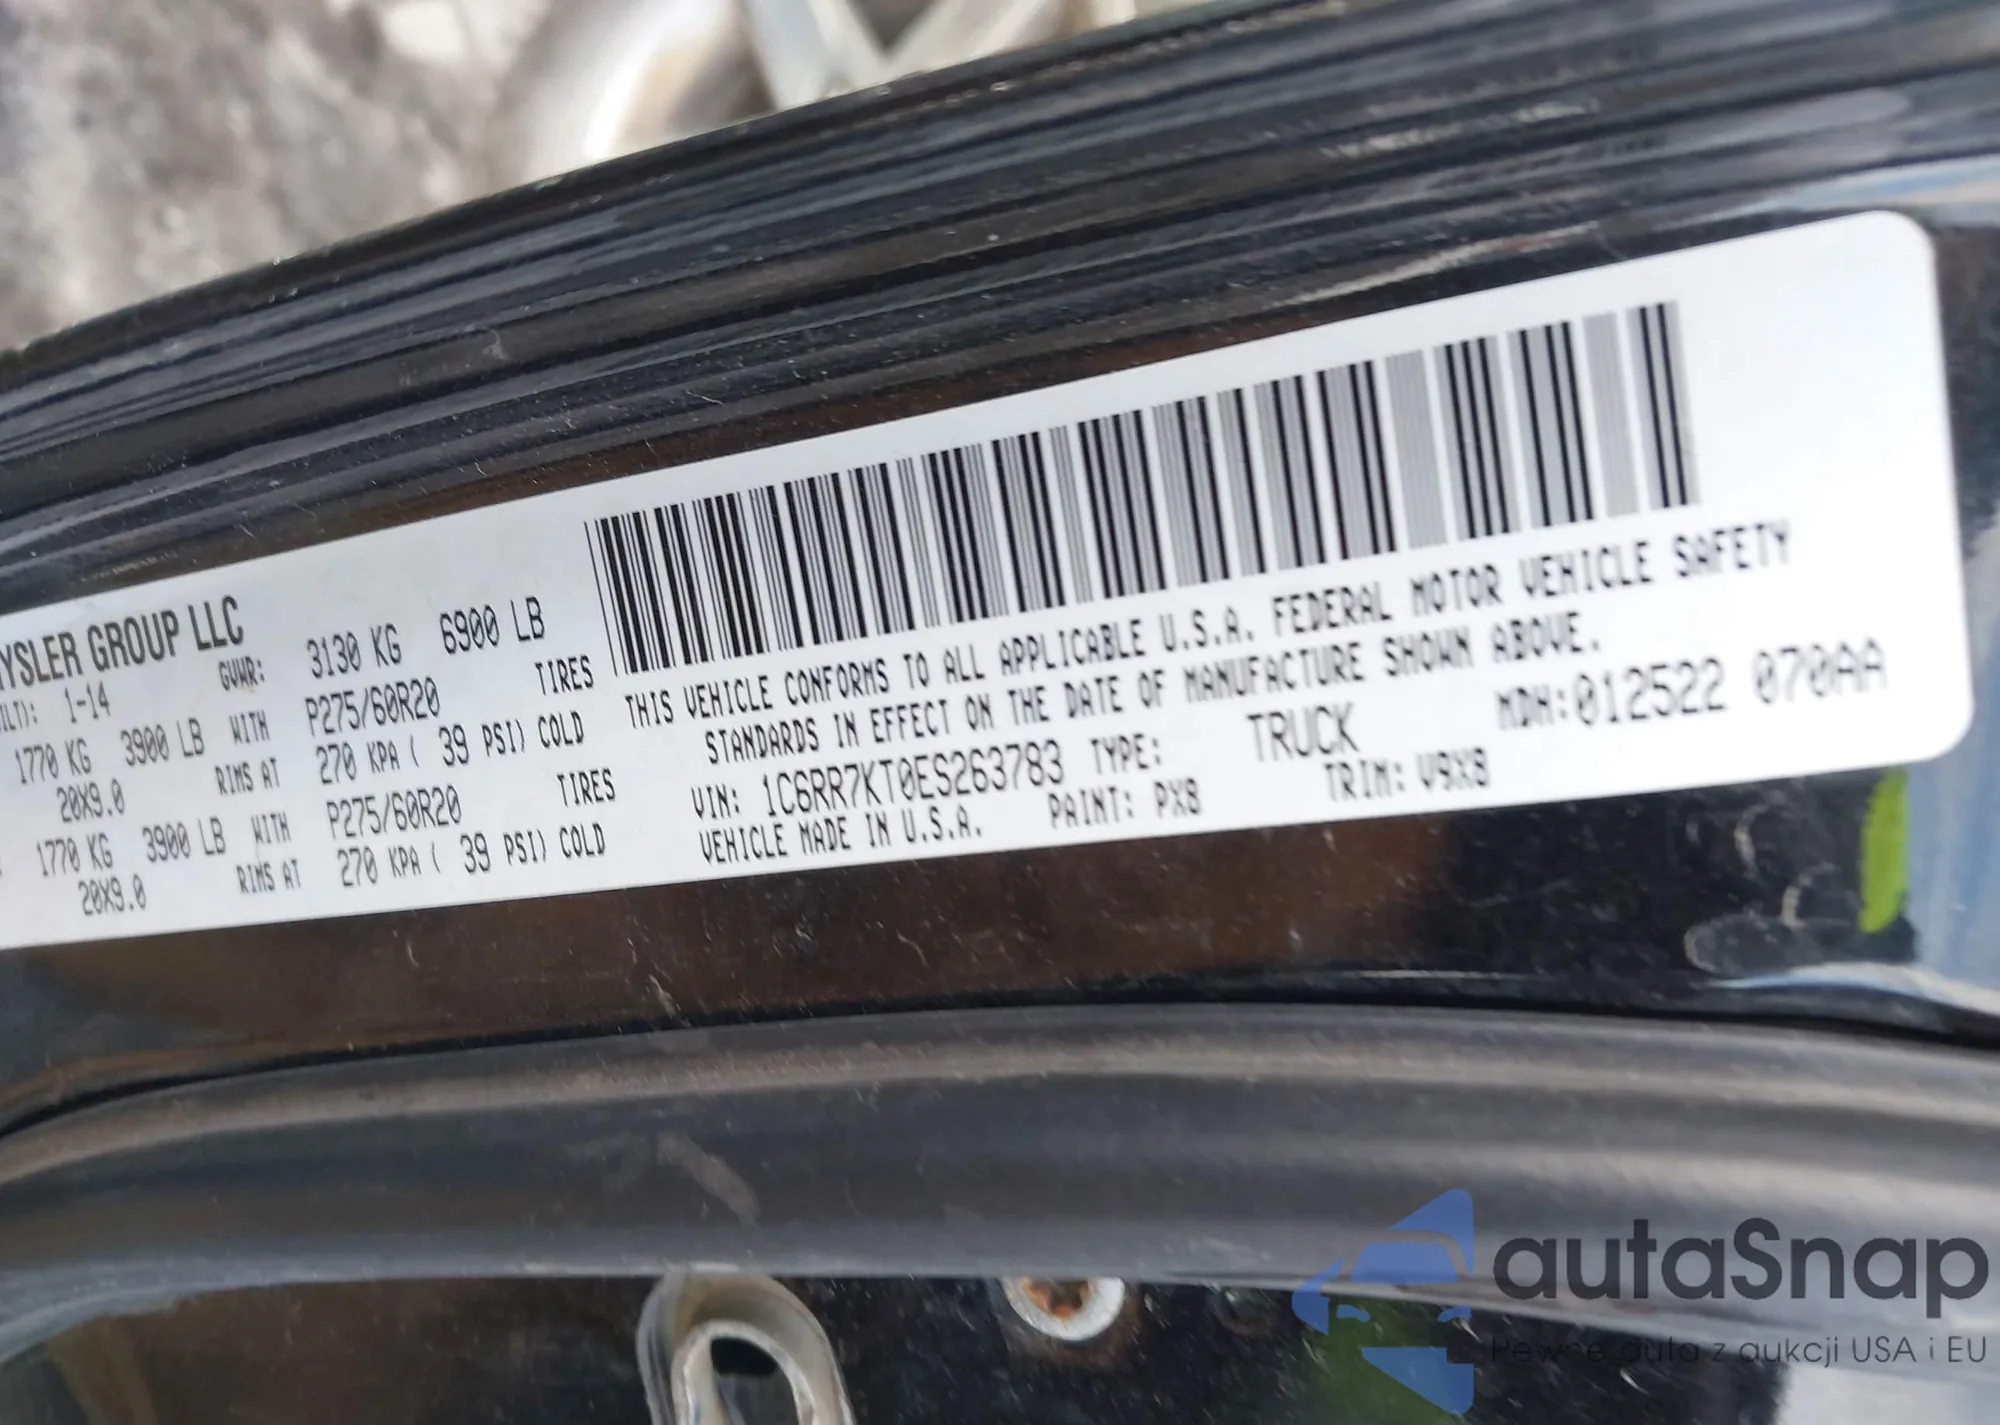 YSLER GROUP LLC
ILT): 1-14
GVWR: 3130 KG 6900 LB
1770 KG 3900 LB WITH P275/60R20 TIRES
20X9.0 RIMS AT 270 KPA ( 39 PSI) COLD
1770 KG 3900 LB WITH P275/60R20 TIRES
20X9.0 RIMS AT 270 KPA ( 39 PSI) COLD
THIS VEHICLE CONFORMS TO ALL APPLICABLE U.S.A. FEDERAL MOTOR VEHICLE SAFETY
STANDARDS IN EFFECT ON THE DATE OF MANUFACTURE SHOWN ABOVE.
VIN: 1C6RR7KT0ES263783 TYPE: TRUCK MDH:012522 070AA
VEHICLE MADE IN U.S.A. PAINT: PX8 TRIM: V9X8
autaSnap
Pewne auta z aukcji USA i EU